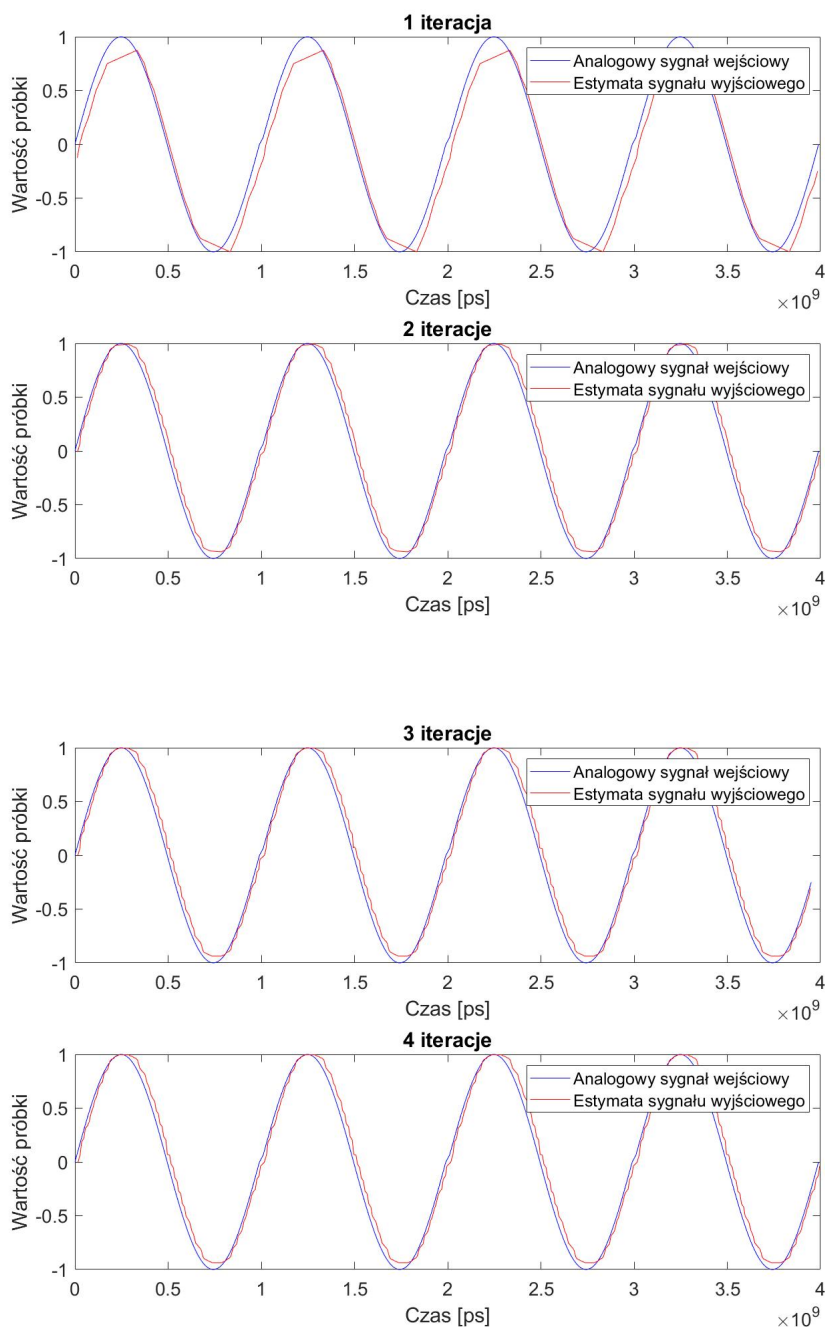 1 iteracja
1
0.5
0
-0.5
-1
Wartość próbki
Analogowy sygnał wejściowy
Estymata sygnału wyjściowego
0 0.5 1 1.5 2 2.5 3 3.5 4
Czas [ps]
×10⁹
2 iteracje
1
0.5
0
-0.5
-1
Wartość próbki
Analogowy sygnał wejściowy
Estymata sygnału wyjściowego
0 0.5 1 1.5 2 2.5 3 3.5 4
Czas [ps]
×10⁹
3 iteracje
1
0.5
0
-0.5
-1
Wartość próbki
Analogowy sygnał wejściowy
Estymata sygnału wyjściowego
0 0.5 1 1.5 2 2.5 3 3.5 4
Czas [ps]
×10⁹
4 iteracje
1
0.5
0
-0.5
-1
Wartość próbki
Analogowy sygnał wejściowy
Estymata sygnału wyjściowego
0 0.5 1 1.5 2 2.5 3 3.5 4
Czas [ps]
×10⁹